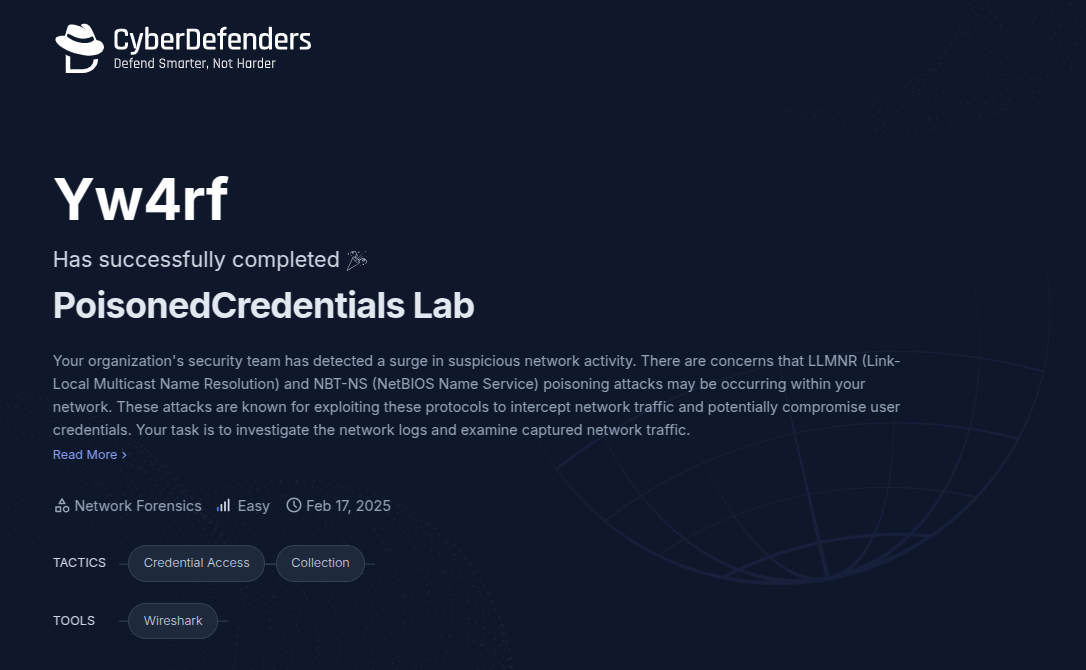 CyberDefenders
Defend Smarter, Not Harder
Yw4rf
Has successfully completed 🎉
PoisonedCredentials Lab
Your organization's security team has detected a surge in suspicious network activity. There are concerns that LLMNR (Link-
Local Multicast Name Resolution) and NBT-NS (NetBIOS Name Service) poisoning attacks may be occurring within your
network. These attacks are known for exploiting these protocols to intercept network traffic and potentially compromise user
credentials. Your task is to investigate the network logs and examine captured network traffic.
Read More ›
Network Forensics Easy Feb 17, 2025
TACTICS Credential Access Collection
TOOLS Wireshark